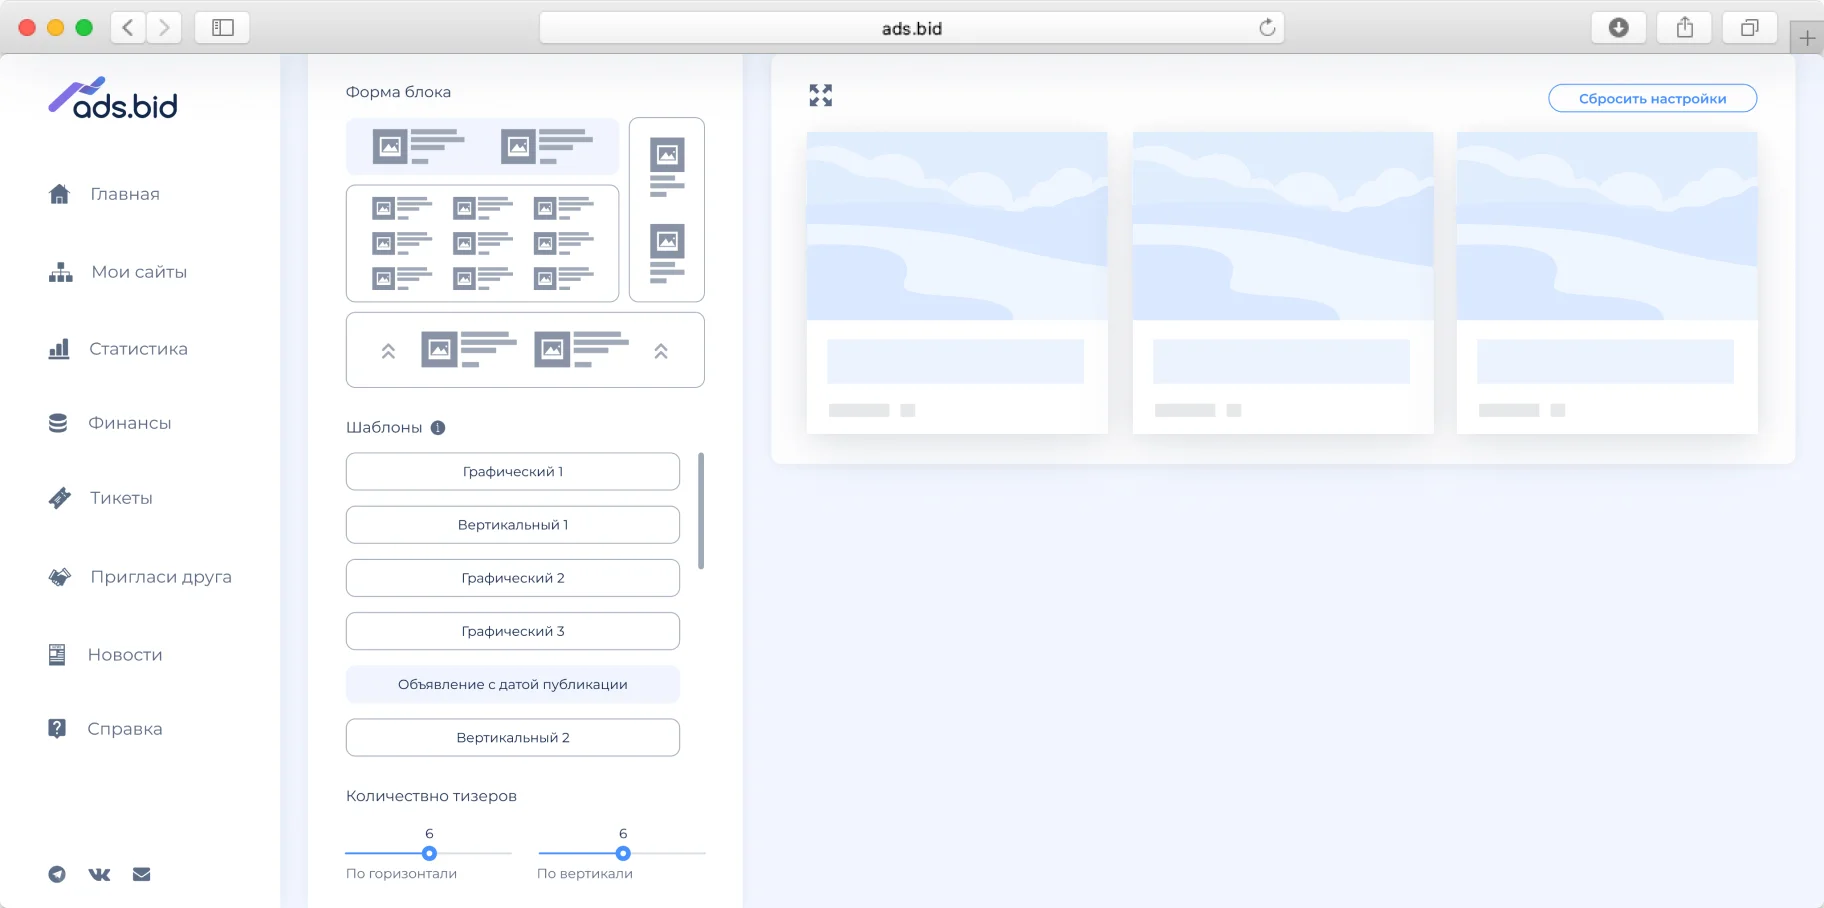 ads.bid
ads.bid
Главная
Мои сайты
Статистика
Финансы
Тикеты
Пригласи друга
Новости
Справка
Форма блока
Шаблоны
Графический 1
Вертикальный 1
Графический 2
Графический 3
Объявление с датой публикации
Вертикальный 2
Количествно тизеров
6
6
По горизонтали
По вертикали
Сбросить настройки